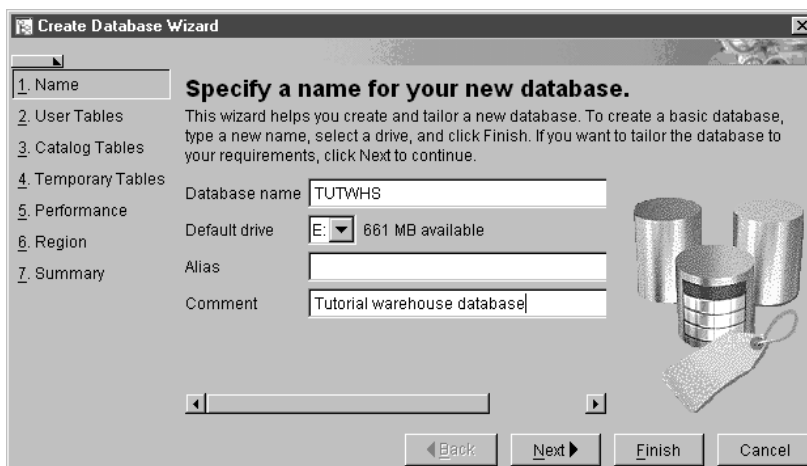 Create Database Wizard
1. Name
2. User Tables
3. Catalog Tables
4. Temporary Tables
5. Performance
6. Region
7. Summary
Specify a name for your new database.
This wizard helps you create and tailor a new database. To create a basic database,
type a new name, select a drive, and click Finish. If you want to tailor the database to
your requirements, click Next to continue.
Database name TUTWHS
Default drive E: 661 MB available
Alias
Comment Tutorial warehouse database
Back Next Finish Cancel